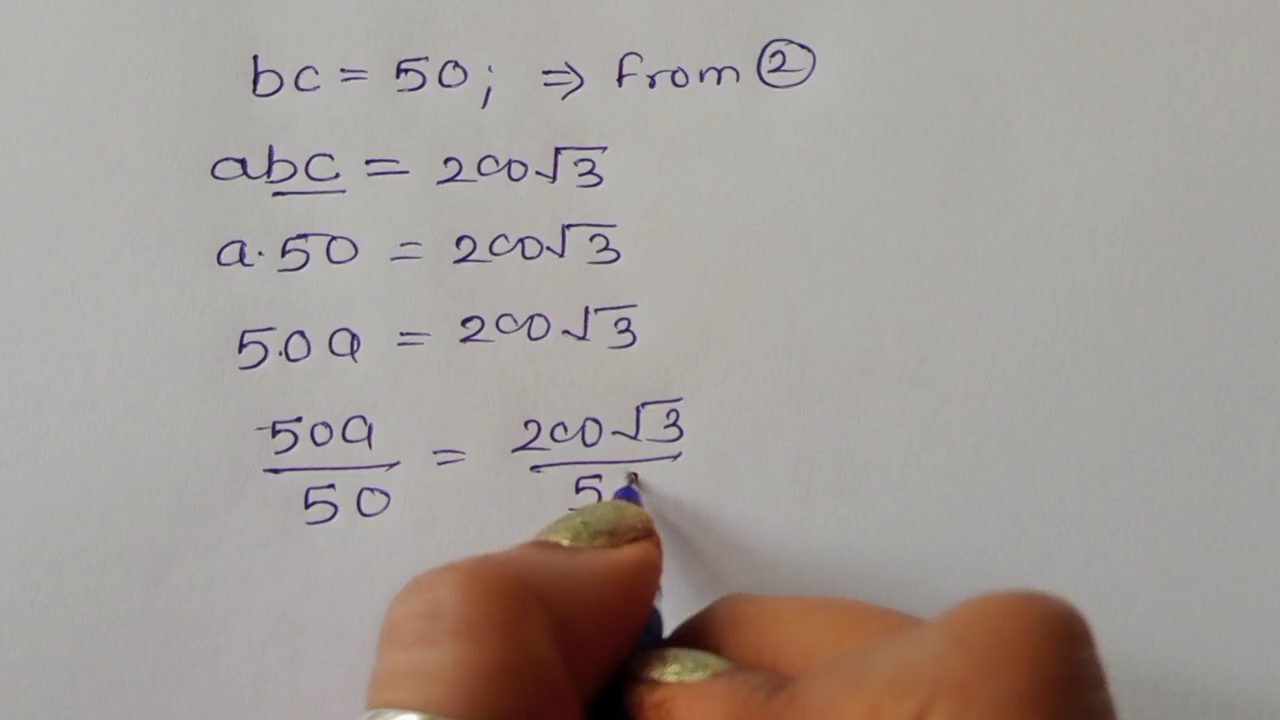 bc = 50; ⇒ from ②
abc = 200√3
a·50 = 200√3
50a = 200√3
50a/50 = 200√3/5